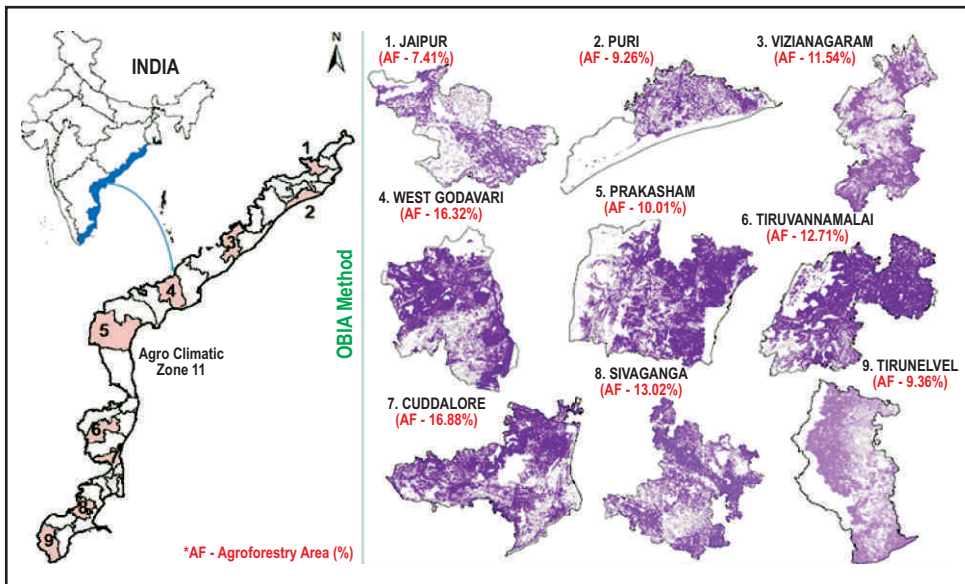 INDIA
N
1
2
3
4
5
6
7
8
9
Agro Climatic
Zone 11
*AF - Agroforestry Area (%)
OBIA Method
1. JAIPUR
(AF - 7.41%)
2. PURI
(AF - 9.26%)
3. VIZIANAGARAM
(AF - 11.54%)
4. WEST GODAVARI
(AF - 16.32%)
5. PRAKASHAM
(AF - 10.01%)
6. TIRUVANNAMALAI
(AF - 12.71%)
7. CUDDALORE
(AF - 16.88%)
8. SIVAGANGA
(AF - 13.02%)
9. TIRUNELVEL
(AF - 9.36%)